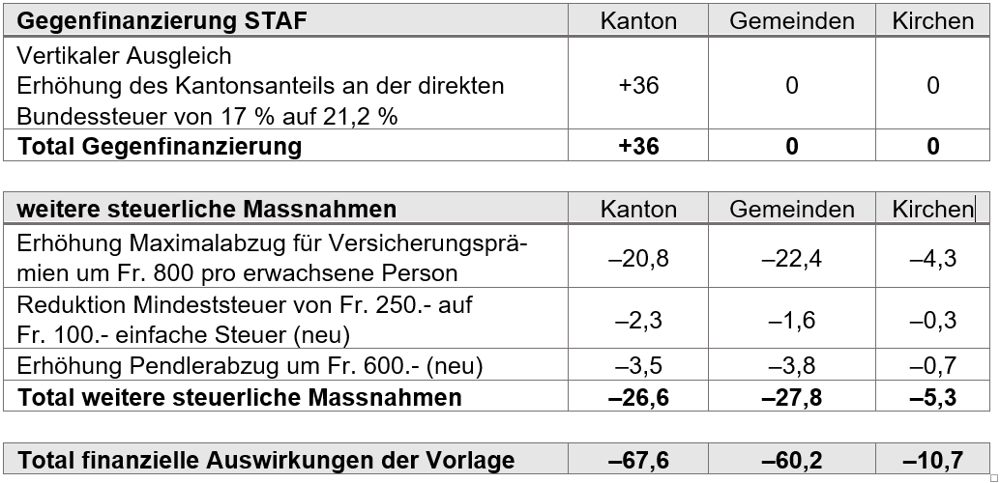 Gegenfinanzierung STAF Kanton Gemeinden Kirchen
Vertikaler Ausgleich
Erhöhung des Kantonsanteils an der direkten
Bundessteuer von 17 % auf 21,2 %
+36 0 0
Total Gegenfinanzierung +36 0 0
weitere steuerliche Massnahmen Kanton Gemeinden Kirchen
Erhöhung Maximalabzug für Versicherungsprä-
mien um Fr. 800 pro erwachsene Person
–20,8 –22,4 –4,3
Reduktion Mindeststeuer von Fr. 250.- auf
Fr. 100.- einfache Steuer (neu)
–2,3 –1,6 –0,3
Erhöhung Pendlerabzug um Fr. 600.- (neu) –3,5 –3,8 –0,7
Total weitere steuerliche Massnahmen –26,6 –27,8 –5,3
Total finanzielle Auswirkungen der Vorlage –67,6 –60,2 –10,7